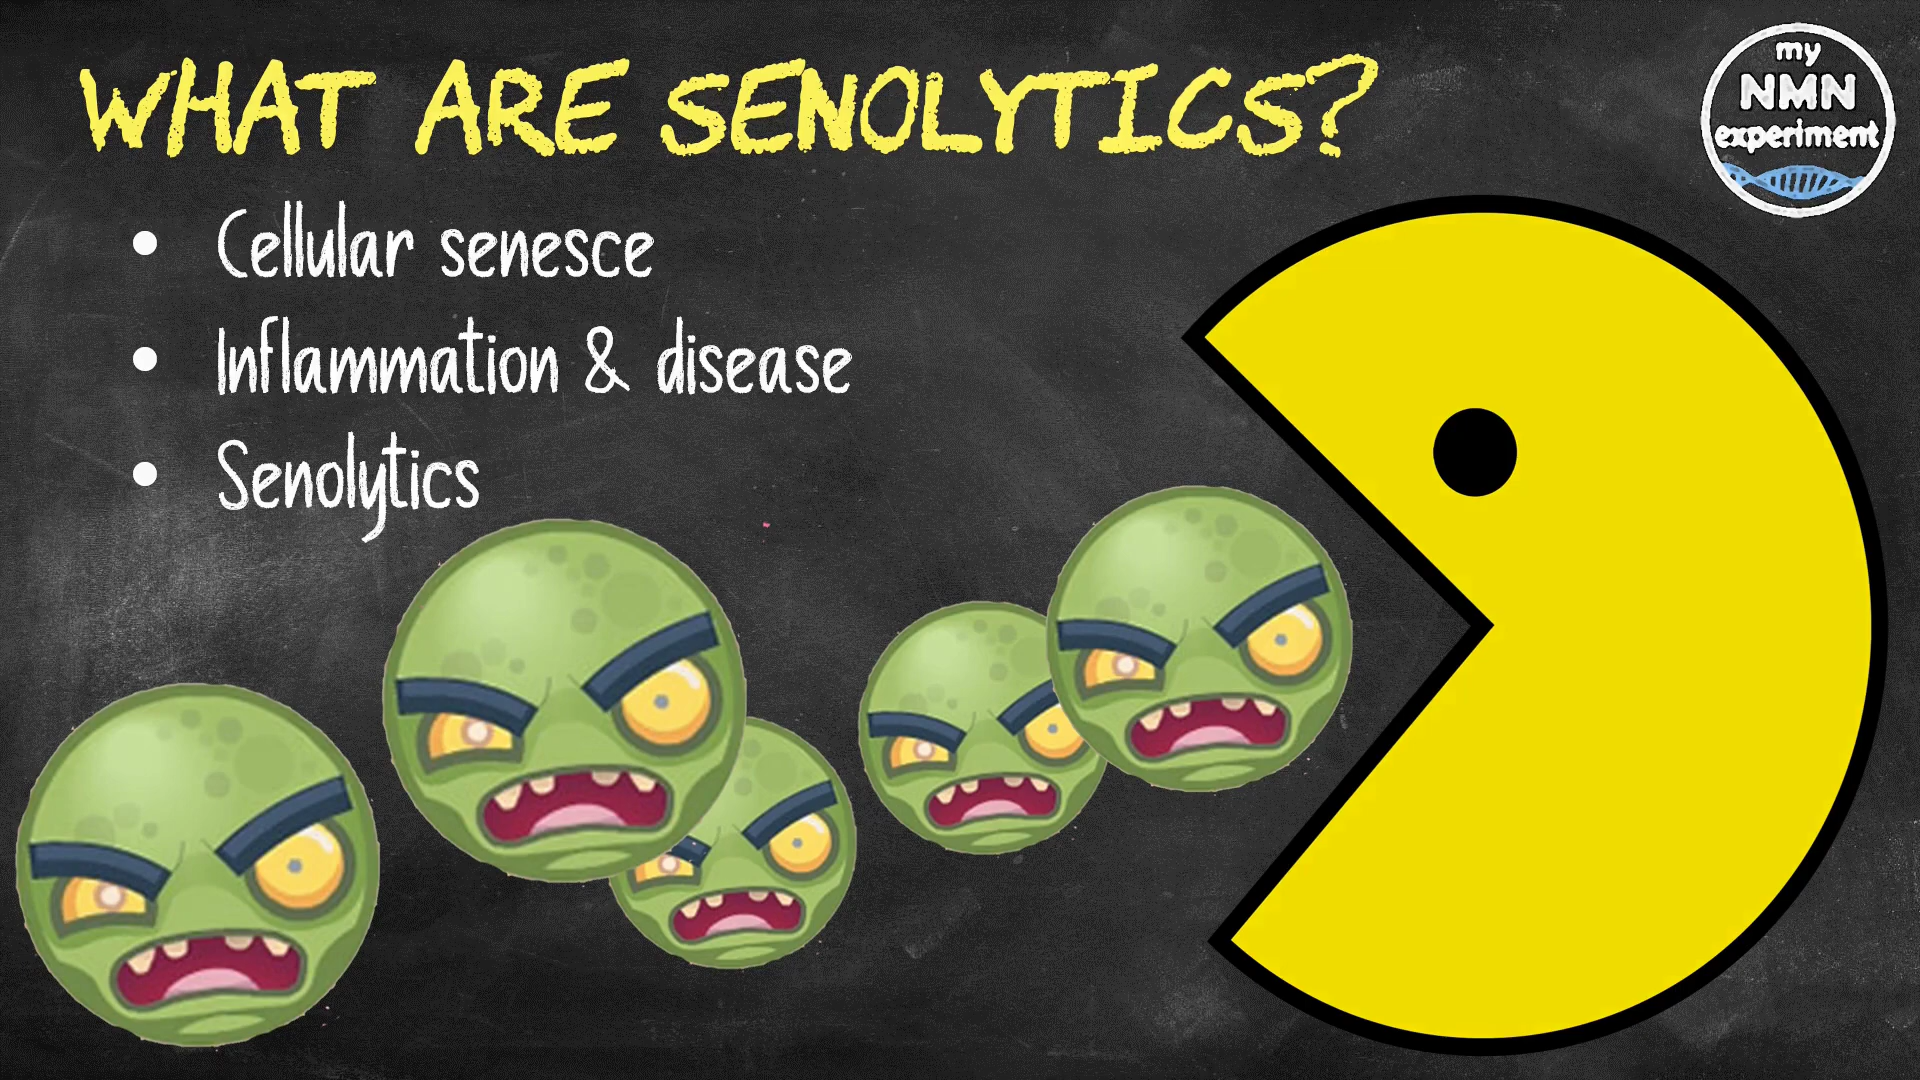 WHAT ARE SENOLYTICS?
my
NMN
experiment
• Cellular senesce
• Inflammation & disease
• Senolytics